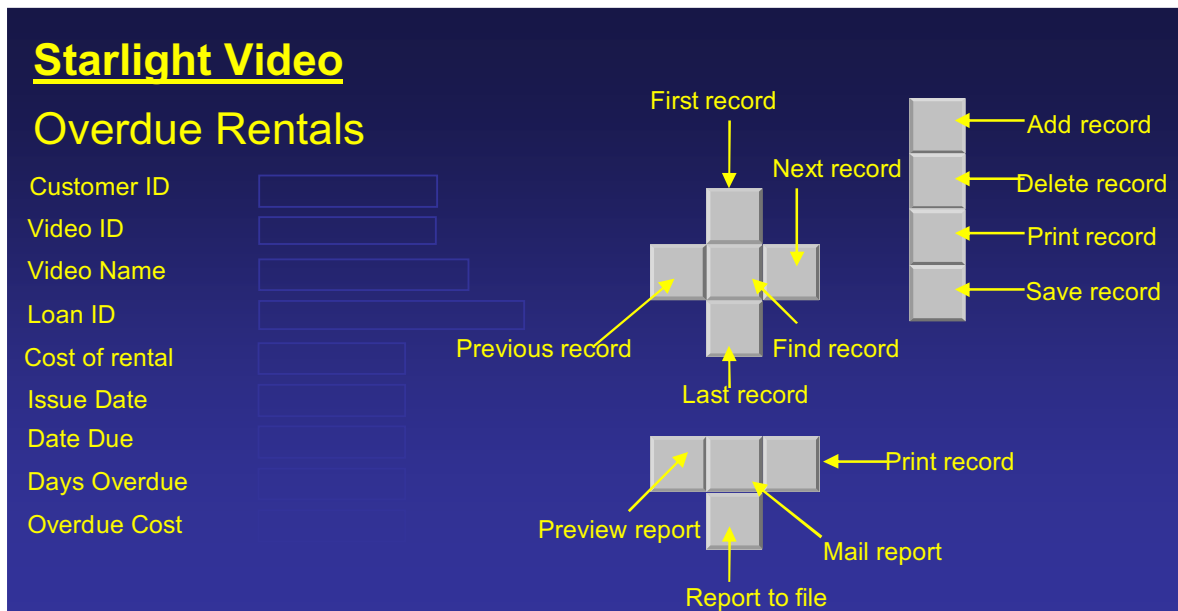 Starlight Video
Overdue Rentals
Customer ID
Video ID
Video Name
Loan ID
Cost of rental
Issue Date
Date Due
Days Overdue
Overdue Cost
First record
Next record
Previous record
Find record
Last record
Add record
Delete record
Print record
Save record
Print record
Preview report
Mail report
Report to file